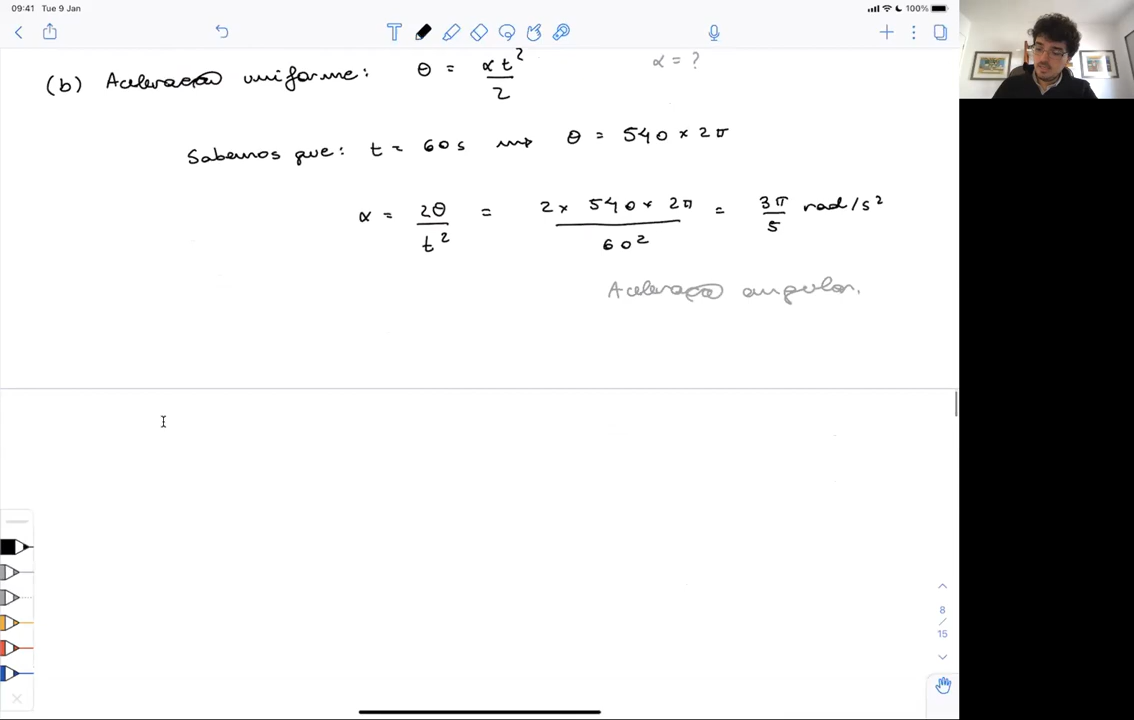 09:41 Tue 9 Jan 100%
(b) Aceleração uniforme: θ = αt²/2 α = ?
Sabemos que: t = 60s ⟿ θ = 540 × 2π
α = 2θ/t² = 2 × 540 × 2π/60² = 3π/5 rad/s²
Aceleração angular.
8
/
15